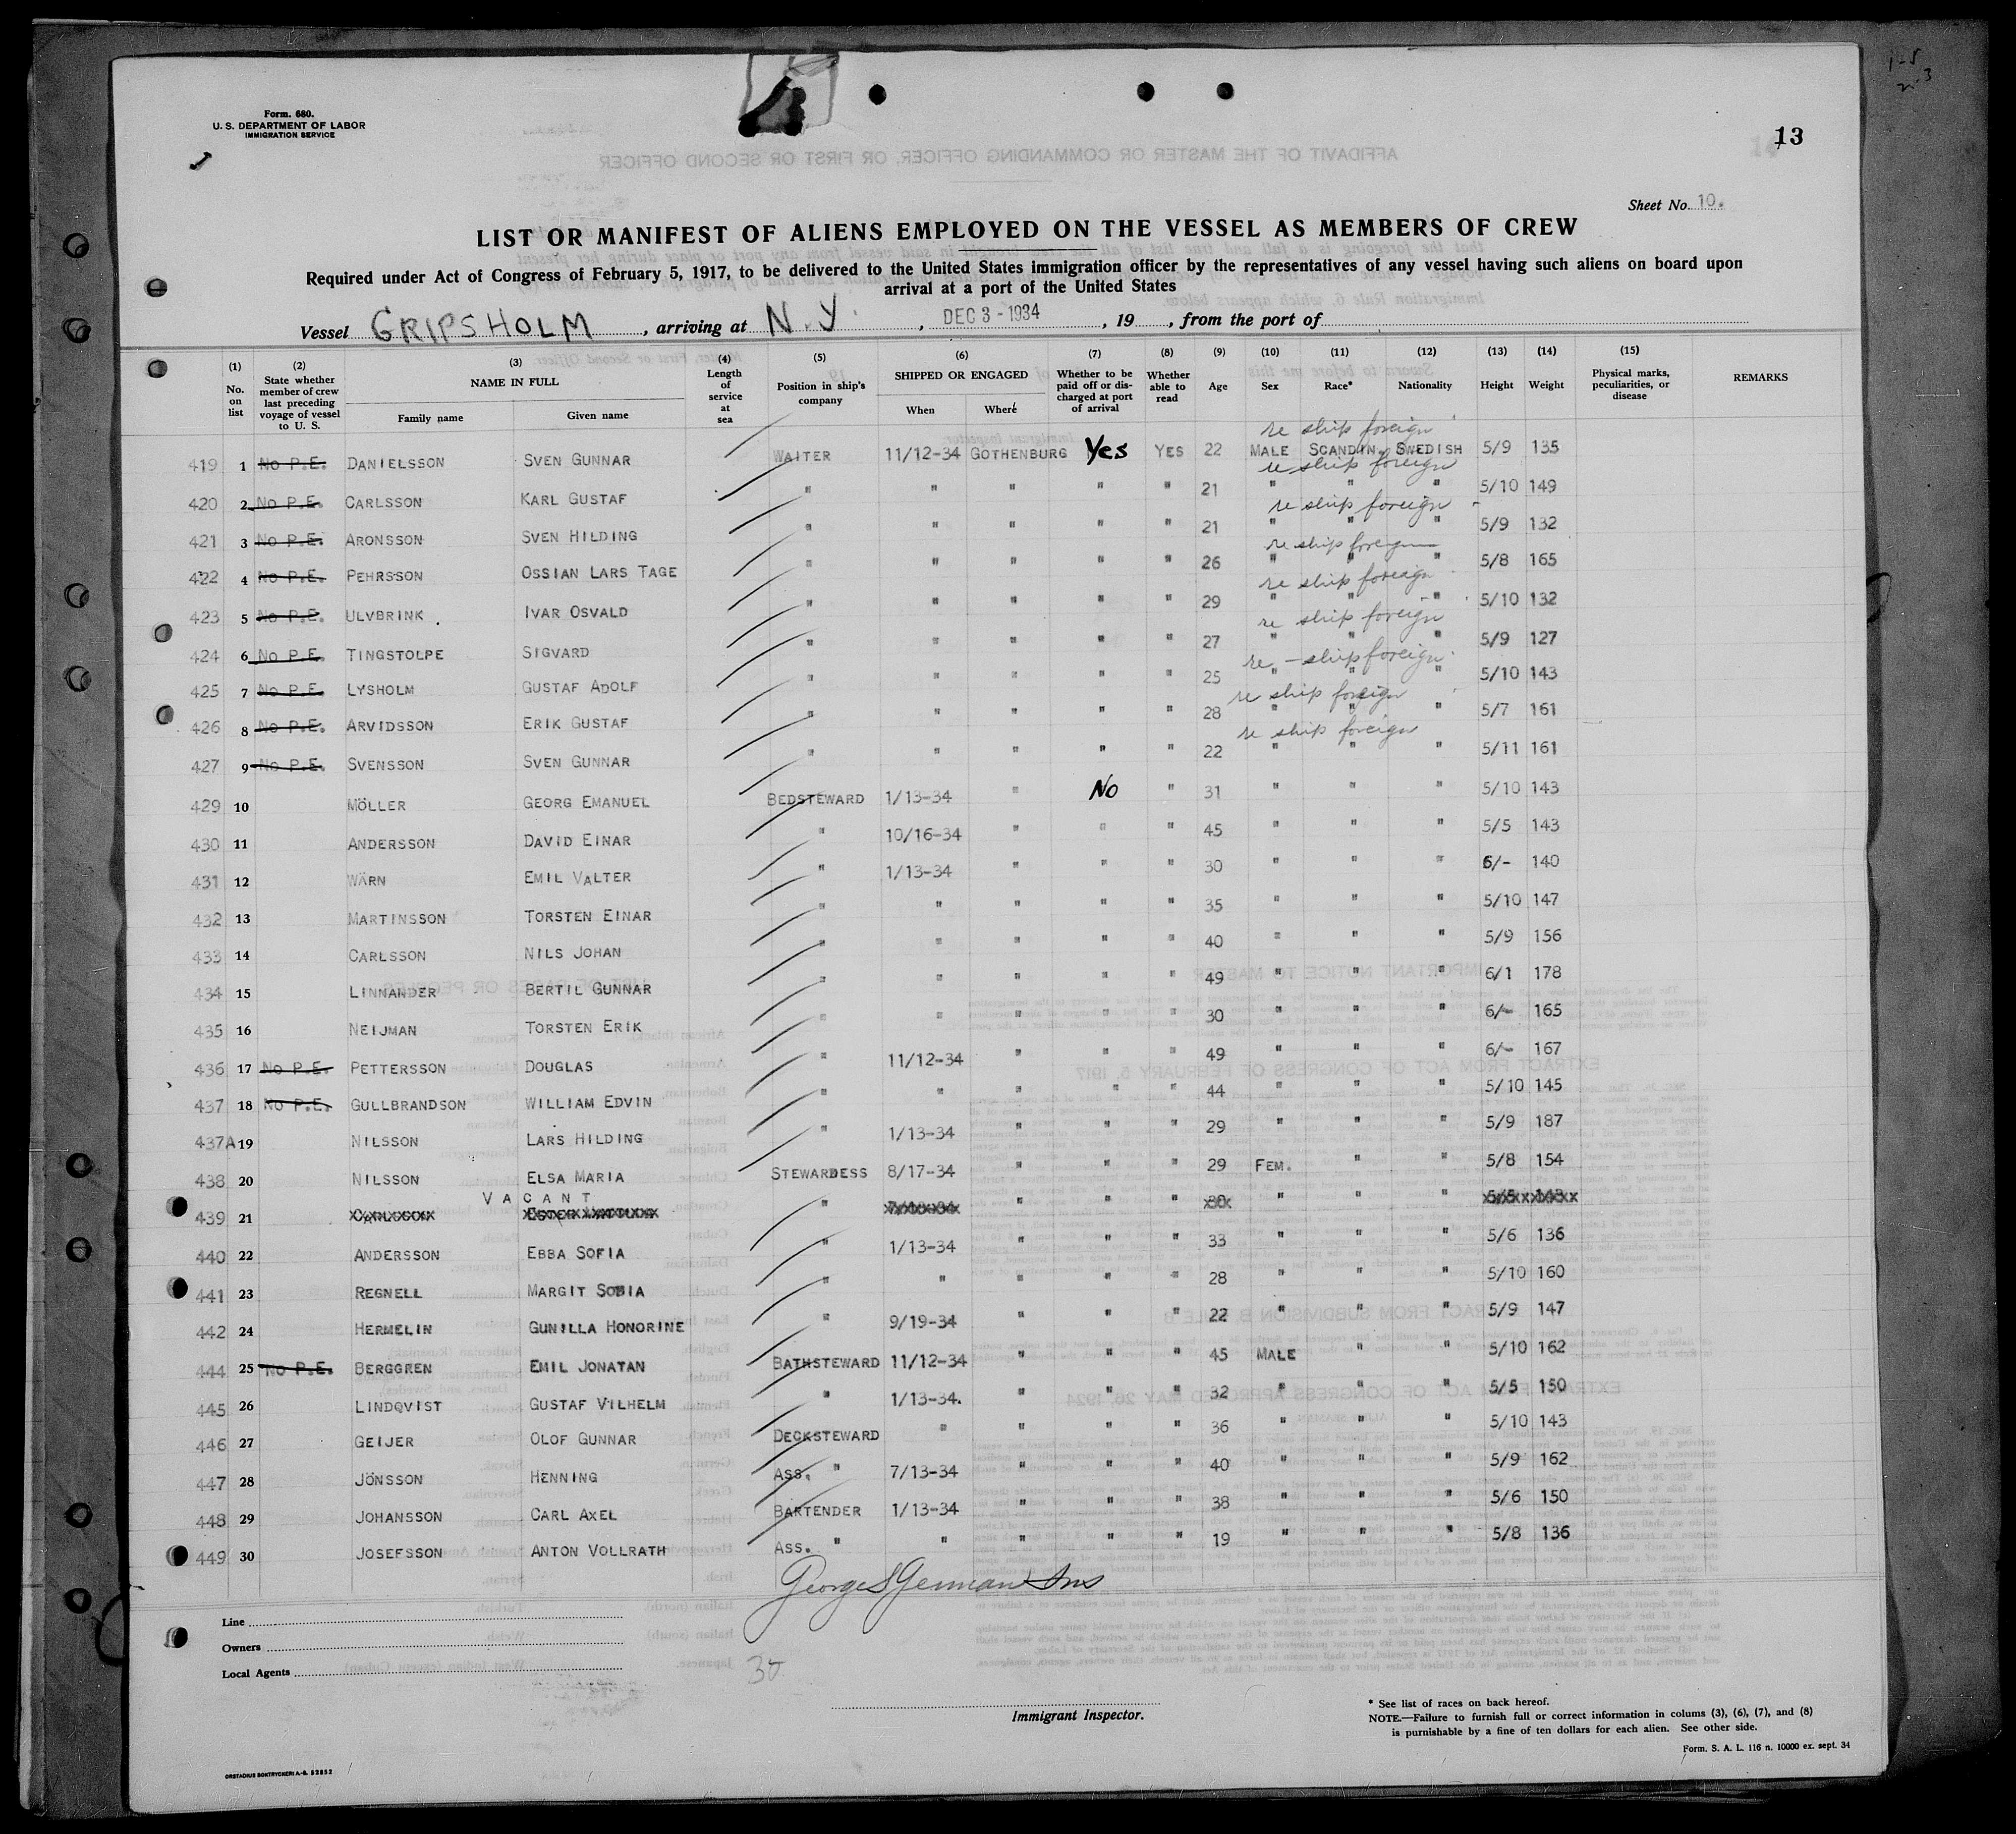 1-5
2-3
Form. 680.
U. S. DEPARTMENT OF LABOR
IMMIGRATION SERVICE
13
Sheet No. 10.
LIST OR MANIFEST OF ALIENS EMPLOYED ON THE VESSEL AS MEMBERS OF CREW
Required under Act of Congress of February 5, 1917, to be delivered to the United States immigration officer by the representatives of any vessel having such aliens on board upon
arrival at a port of the United States
Vessel GRIPSHOLM , arriving at N.Y. , DEC 3 - 1934 , 19 , from the port of
(1) No. on list (2) State whether member of crew last preceding voyage of vessel to U. S. (3) NAME IN FULL Family name Given name (4) Length of service at sea (5) Position in ship's company (6) SHIPPED OR ENGAGED When Where (7) Whether to be paid off or discharged at port of arrival (8) Whether able to read (9) Age (10) Sex (11) Race* (12) Nationality (13) Height (14) Weight (15) Physical marks, peculiarities, or disease REMARKS
re ship foreign
419 1 No P.E. DANIELSSON SVEN GUNNAR WAITER 11/12-34 GOTHENBURG Yes YES 22 MALE SCANDIN. SWEDISH 5/9 135
re ship foreign
420 2 No P.E. CARLSSON KARL GUSTAF " " " " " 21 " " " 5/10 149
re ship foreign
421 3 No P.E. ARONSSON SVEN HILDING " " " " " 21 " " " 5/9 132
re ship foreign
422 4 No P.E. PEHRSSON OSSIAN LARS TAGE " " " " " 26 " " " 5/8 165
re ship foreign
423 5 No P.E. ULVBRINK IVAR OSVALD " " " " " 29 " " " 5/10 132
re ship foreign
424 6 No P.E. TINGSTOLPE SIGVARD " " " " " 27 " " " 5/9 127
re-ship foreign
425 7 No P.E. LYSHOLM GUSTAF ADOLF " " " " " 25 " " " 5/10 143
re ship foreign
426 8 No P.E. ARVIDSSON ERIK GUSTAF " " " " " 28 " " " 5/7 161
re ship foreign
427 9 No P.E. SVENSSON SVEN GUNNAR " " " " " 22 " " " 5/11 161
429 10 MÖLLER GEORG EMANUEL BEDSTEWARD 1/13-34 " No " 31 " " " 5/10 143
430 11 ANDERSSON DAVID EINAR " 10/16-34 " " " 45 " " " 5/5 143
431 12 WÄRN EMIL VALTER " 1/13-34 " " " 30 " " " 6/- 140
432 13 MARTINSSON TORSTEN EINAR " " " " " 35 " " " 5/10 147
433 14 CARLSSON NILS JOHAN " " " " " 40 " " " 5/9 156
434 15 LINNANDER BERTIL GUNNAR " " " " " 49 " " " 6/1 178
435 16 NEIJMAN TORSTEN ERIK " " " " " 30 " " " 6/- 165
436 17 No P.E. PETTERSSON DOUGLAS " 11/12-34 " " " 49 " " " 6/- 167
437 18 No P.E. GULLBRANDSON WILLIAM EDVIN " " " " " 44 " " " 5/10 145
437A 19 NILSSON LARS HILDING " 1/13-34 " " " 29 " " " 5/9 187
438 20 NILSSON ELSA MARIA STEWARDESS 8/17-34 " " " 29 FEM. " " 5/8 154
VACANT
439 21 " " " " " " "
440 22 ANDERSSON EBBA SOFIA " 1/13-34 " " " 33 " " " 5/6 136
441 23 REGNELL MARGIT " " " " " 28 " " " 5/10 160
442 24 HERMELIN GUNILLA HONORINE " 9/19-34 " " " 22 " " " 5/9 147
444 25 No P.E. BERGGREN EMIL JONATAN BATHSTEWARD 11/12-34 " " " 45 MALE " " 5/10 162
445 26 LINDQVIST GUSTAF VILHELM " 1/13-34. " " " 32 " " " 5/5 150
446 27 GEIJER OLOF GUNNAR DECKSTEWARD " " " " 36 " " " 5/10 143
447 28 JÖNSSON HENNING ASS. " 7/13-34 " " " 40 " " " 5/9 162
448 29 JOHANSSON CARL AXEL BARTENDER 1/13-34 " " " 38 " " " 5/6 150
449 30 JOSEFSSON ANTON VOLLRATH ASS. " " " " " 19 " " " 5/8 136
Line
Owners
Local Agents
30
Immigrant Inspector.
* See list of races on back hereof.
NOTE.—Failure to furnish full or correct information in colums (3), (6), (7), and (8)
is punishable by a fine of ten dollars for each alien. See other side.
Form. S. A. L. 116 n. 10000 ex. sept. 34
ORSTADIUS BOKTRYCKERI A.-B. 52852